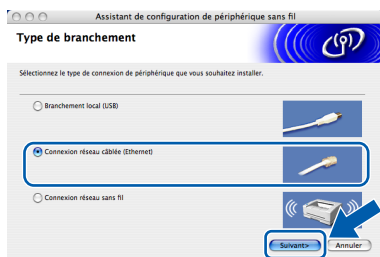 Assistant de configuration de périphérique sans fil
Type de branchement
Sélectionnez le type de connexion de périphérique que vous souhaitez installer.
Branchement local (USB)
Connexion réseau câblée (Ethernet)
Connexion réseau sans fil
Suivant> Annuler